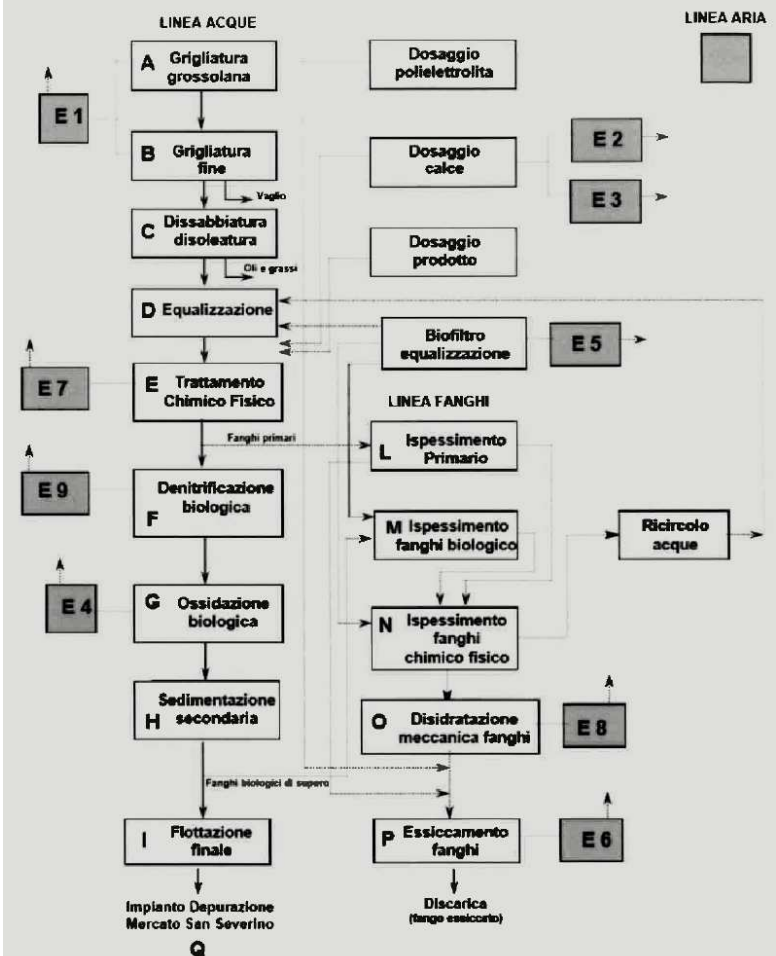 LINEA ACQUE
LINEA ARIA
A Grigliatura
grossolana
Dosaggio
polielettrolita
E 1
E 2
B Grigliatura
fine
Dosaggio
calce
E 3
Vaglio
C Dissabbiatura
disoleatura
Dosaggio
prodotto
Oli e grassi
D Equalizzazione
Biofiltro
equalizzazione
E 5
E 7
E Trattamento
Chimico Fisico
LINEA FANGHI
Fanghi primari
L Ispessimento
Primario
E 9
Denitrificazione
biologica
F
M Ispessimento
fanghi biologico
Ricircolo
acque
E 4
G Ossidazione
biologica
N Ispessimento
fanghi
chimico fisico
Sedimentazione
secondaria
H
O Disidratazione
meccanica fanghi
E 8
Fanghi biologici di supero
I Flottazione
finale
P Essiccamento
fanghi
E 6
Impianto Depurazione
Mercato San Severino
Q
Discarica
(fango essiccato)